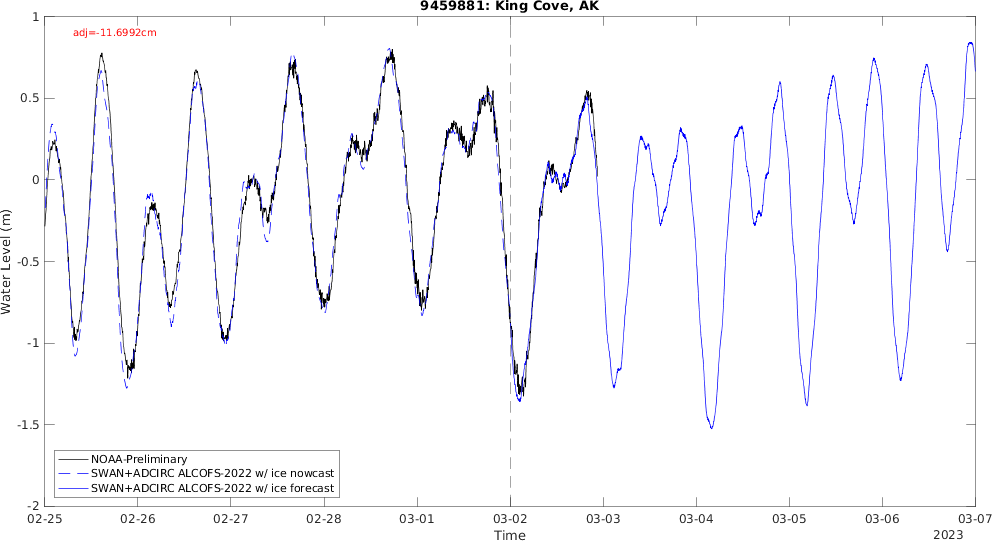 9459881: King Cove, AK
adj=-11.6992cm
1
0.5
0
-0.5
-1
-1.5
-2
Water Level (m)
NOAA-Preliminary
SWAN+ADCIRC ALCOFS-2022 w/ ice nowcast
SWAN+ADCIRC ALCOFS-2022 w/ ice forecast
02-25 02-26 02-27 02-28 03-01 03-02 03-03 03-04 03-05 03-06 03-07
Time
2023